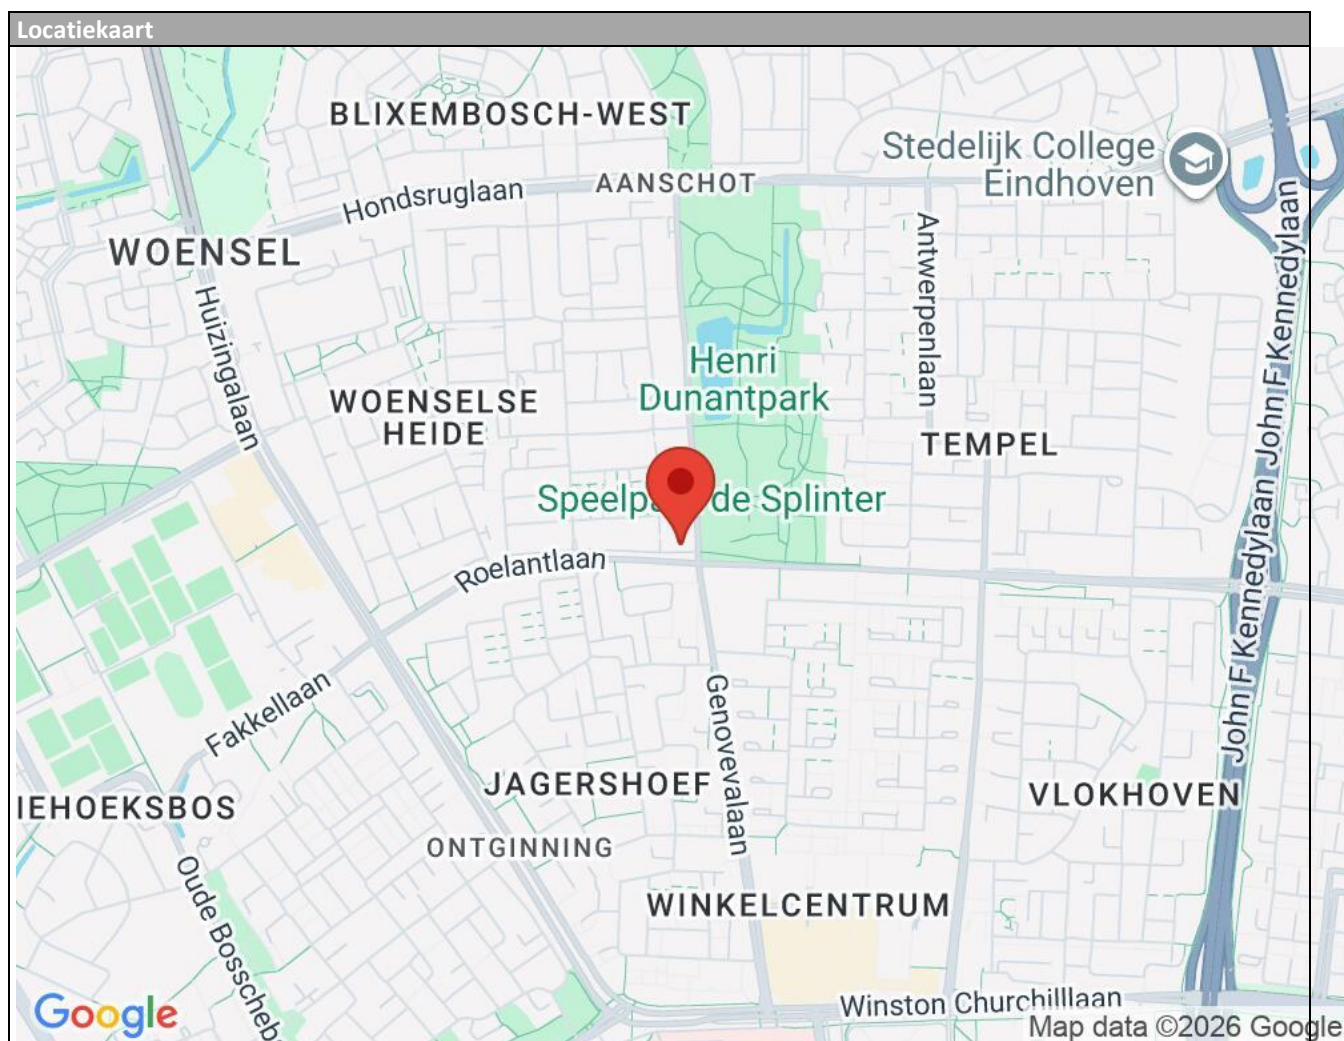 Locatiekaart
BLIXEMBOSCH-WEST
Stedelijk College
Eindhoven
AANSCHOT
Hondsruglaan
WOENSEL
Antwerpenlaan
Huizingalaan
John F Kennedylaan
Henri
Dunantpark
WOENSELSE
HEIDE
TEMPEL
Speelpa de Splinter
Roelantlaan
John F Kennedylaan
Fakkellaan
Genovevalaan
JAGERSHOEF
VLOKHOVEN
IEHOEKSBOS
ONTGINNING
Oude Bosscheb
WINKELCENTRUM
Winston Churchilllaan
Google
Map data ©2026 Google